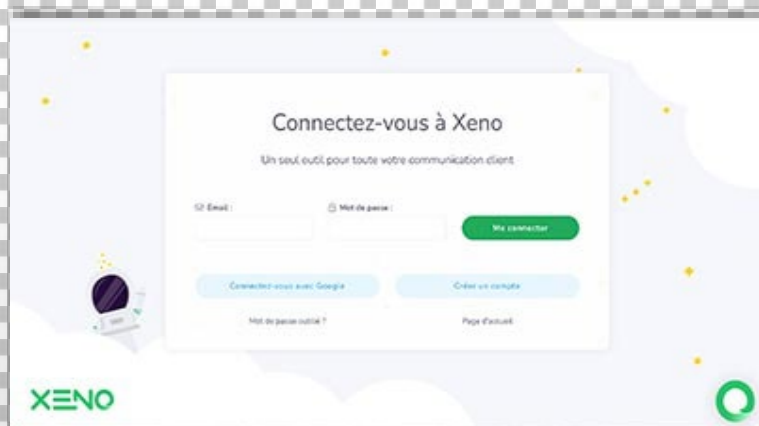 Connectez-vous à Xeno
Un seul outil pour toute votre communication client
Email :
Mot de passe :
Me connecter
Connectez-vous avec Google
Créer un compte
Mot de passe oublié ?
Page d'accueil
XENO